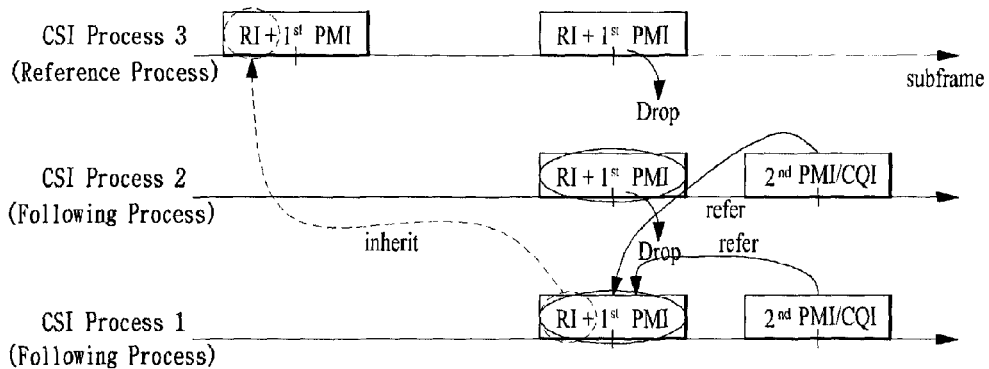 CSI Process 3
(Reference Process)
RI + 1st PMI
RI + 1st PMI
subframe
Drop
CSI Process 2
(Following Process)
RI + 1st PMI
2nd PMI/CQI
refer
inherit
Drop
refer
CSI Process 1
(Following Process)
RI + 1st PMI
2nd PMI/CQI